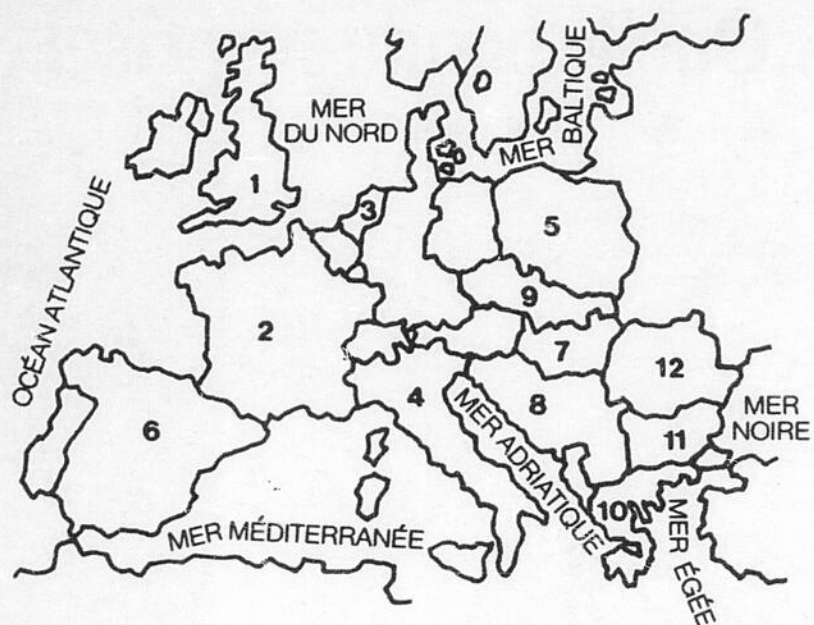 MER
DU NORD
MER
BALTIQUE
OCÉAN ATLANTIQUE
1
3
5
9
2
7
12
4
8
MER
NOIRE
6
11
MER ADRIATIQUE
10
MER MÉDITERRANÉE
MER ÉGÉE